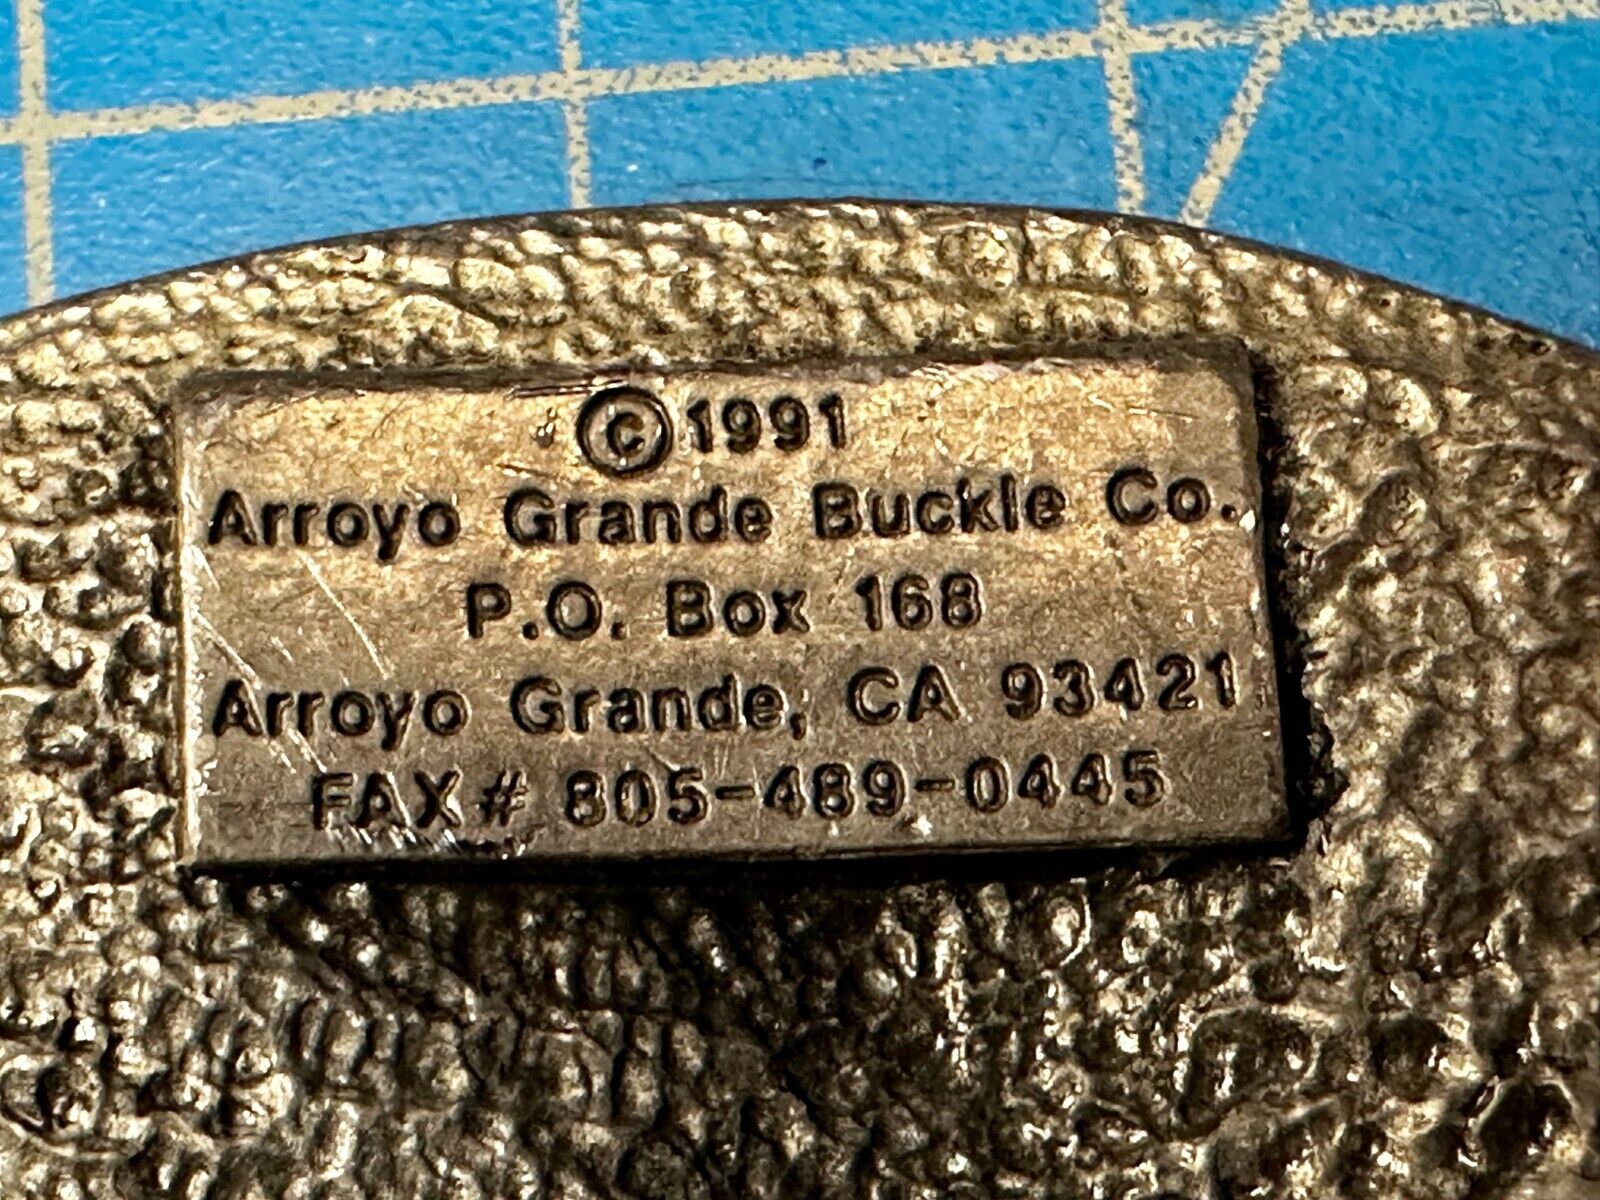 ©1991
Arroyo Grande Buckle Co.
P.O. Box 168
Arroyo Grande, CA 93421
FAX# 805-489-0445